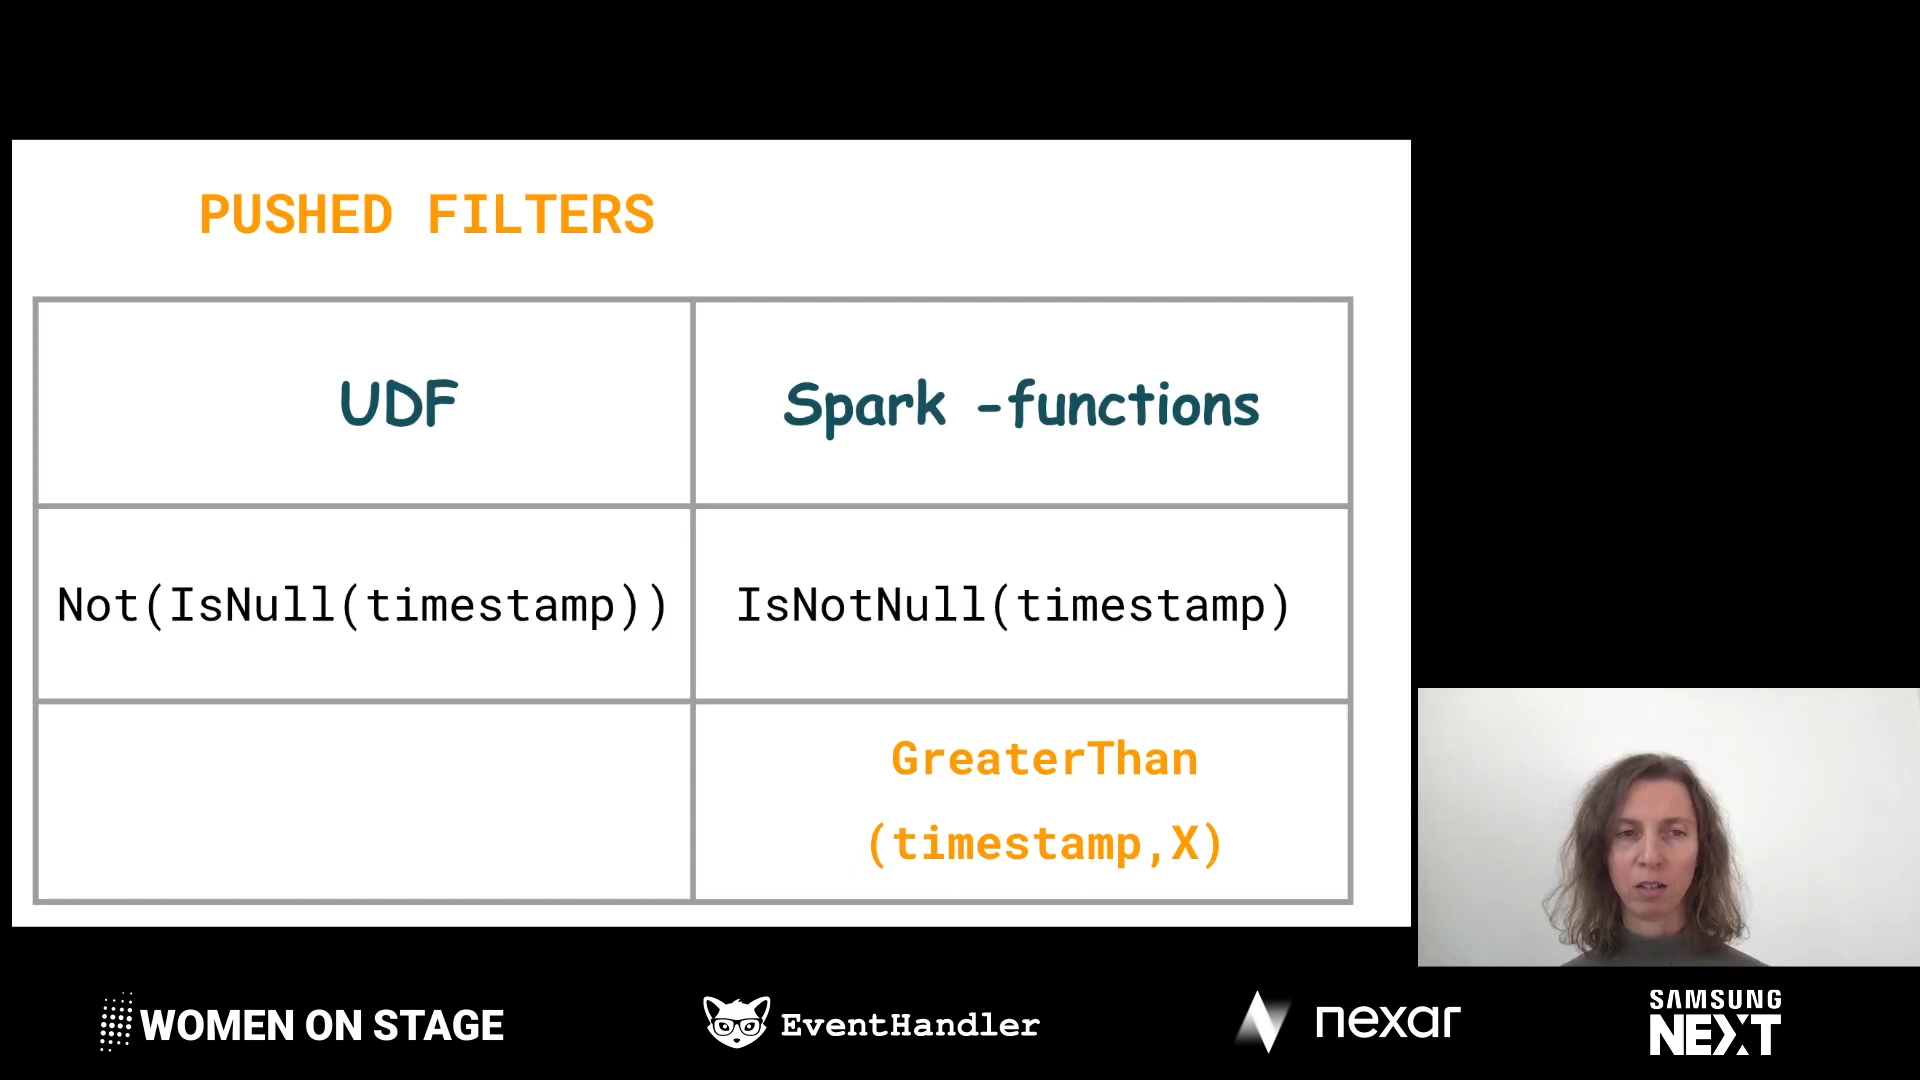 PUSHED FILTERS
UDF
Spark -functions
Not(IsNull(timestamp))
IsNotNull(timestamp)
GreaterThan
(timestamp,X)
WOMEN ON STAGE
EventHandler
nexar
SAMSUNG
NEXT